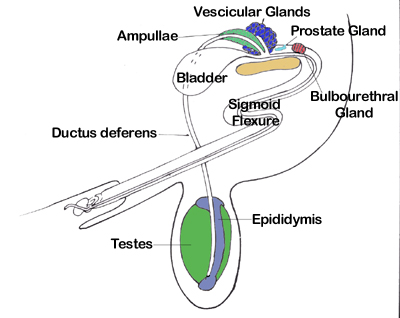 Vescicular Glands
Ampullae
Prostate Gland
Bladder
Sigmoid
Flexure
Bulbourethral
Gland
Ductus deferens
Epididymis
Testes